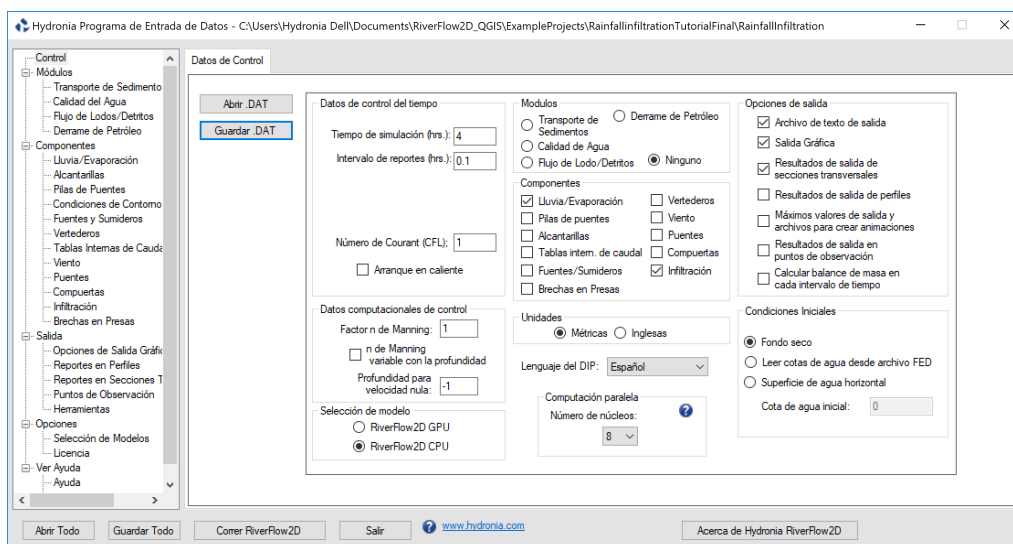 Hydronia Programa de Entrada de Datos - C:\Users\Hydronia Dell\Documents\RiverFlow2D_QGIS\ExampleProjects\RainfallinfiltrationTutorialFinal\RainfallInfiltration
Control
Módulos
Transporte de Sedimento
Calidad del Agua
Flujo de Lodos/Detritos
Derrame de Petróleo
Componentes
Lluvia/Evaporación
Alcantarillas
Pilas de Puentes
Condiciones de Contorno
Fuentes y Sumideros
Vertederos
Tablas Internas de Cauda
Viento
Puentes
Compuertas
Infiltración
Brechas en Presas
Salida
Opciones de Salida Gráfic
Reportes en Perfiles
Reportes en Secciones T
Puntos de Observación
Herramientas
Opciones
Selección de Modelos
Licencia
Ver Ayuda
Ayuda
Datos de Control
Abrir .DAT
Guardar .DAT
Datos de control del tiempo
Tiempo de simulación (hrs.): 4
Intervalo de reportes (hrs.): 0.1
Número de Courant (CFL): 1
Arranque en caliente
Datos computacionales de control
Factor n de Manning: 1
n de Manning
variable con la profundidad
Profundidad para
velocidad nula: -1
Selección de modelo
RiverFlow2D GPU
RiverFlow2D CPU
Modulos
Transporte de
Sedimentos
Derrame de Petróleo
Calidad de Agua
Flujo de Lodo/Detritos
Ninguno
Componentes
Lluvia/Evaporación
Vertederos
Pilas de puentes
Viento
Alcantarillas
Puentes
Tablas intern. de caudal
Compuertas
Fuentes/Sumideros
Infiltración
Brechas en Presas
Unidades
Métricas
Inglesas
Lenguaje del DIP: Español
Computación paralela
Número de núcleos:
8
Opciones de salida
Archivo de texto de salida
Salida Gráfica
Resultados de salida de
secciones transversales
Resultados de salida de perfiles
Máximos valores de salida y
archivos para crear animaciones
Resultados de salida en
puntos de observación
Calcular balance de masa en
cada intervalo de tiempo
Condiciones Iniciales
Fondo seco
Leer cotas de agua desde archivo FED
Superficie de agua horizontal
Cota de agua inicial: 0
Abrir Todo
Guardar Todo
Correr RiverFlow2D
Salir
www.hydronia.com
Acerca de Hydronia RiverFlow2D